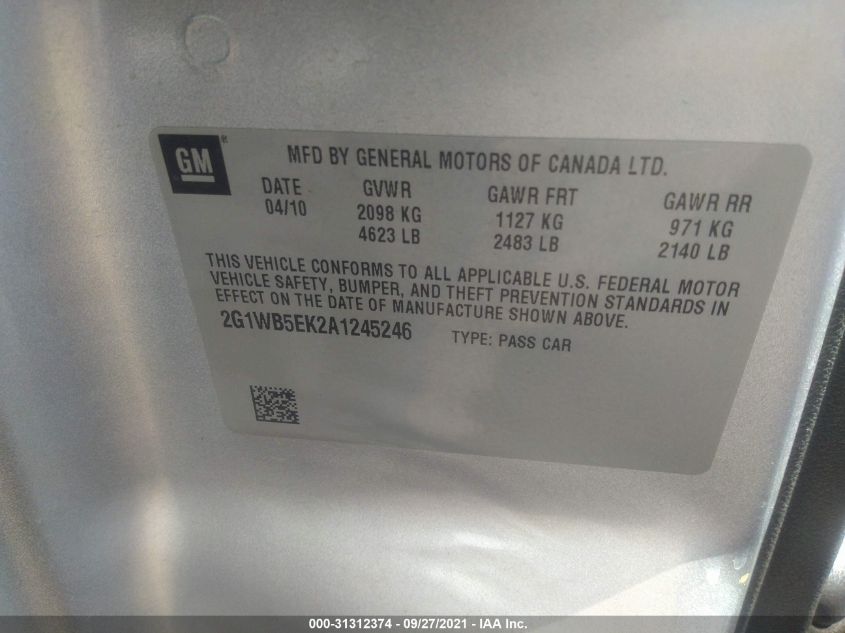 GM®
MFD BY GENERAL MOTORS OF CANADA LTD.
DATE GVWR GAWR FRT GAWR RR
04/10 2098 KG 1127 KG 971 KG
4623 LB 2483 LB 2140 LB
THIS VEHICLE CONFORMS TO ALL APPLICABLE U.S. FEDERAL MOTOR
VEHICLE SAFETY, BUMPER, AND THEFT PREVENTION STANDARDS IN
EFFECT ON THE DATE OF MANUFACTURE SHOWN ABOVE.
2G1WB5EK2A1245246 TYPE: PASS CAR
000-31312374 - 09/27/2021 - IAA Inc.